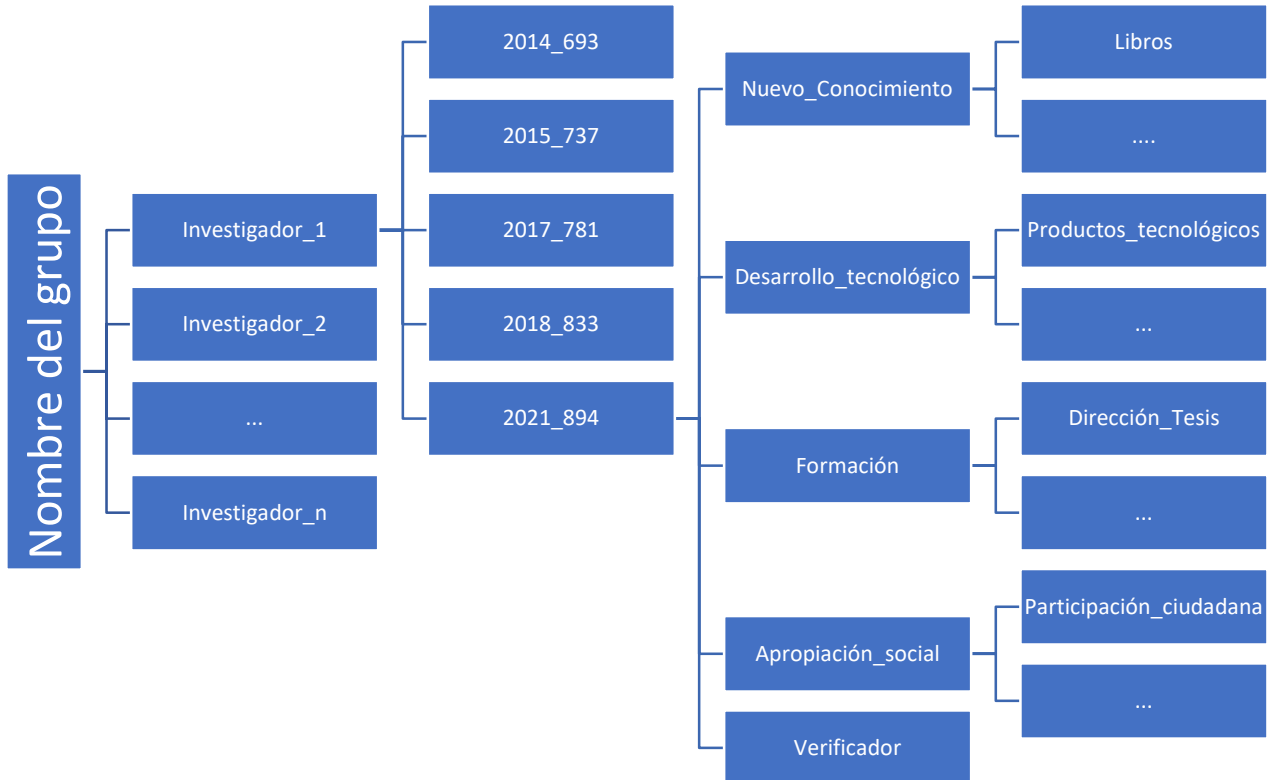 Nombre del grupo
Investigador_1
Investigador_2
...
Investigador_n
2014_693
2015_737
2017_781
2018_833
2021_894
Nuevo_Conocimiento
Desarrollo_tecnológico
Formación
Apropiación_social
Verificador
Libros
....
Productos_tecnológicos
...
Dirección_Tesis
...
Participación_ciudadana
...